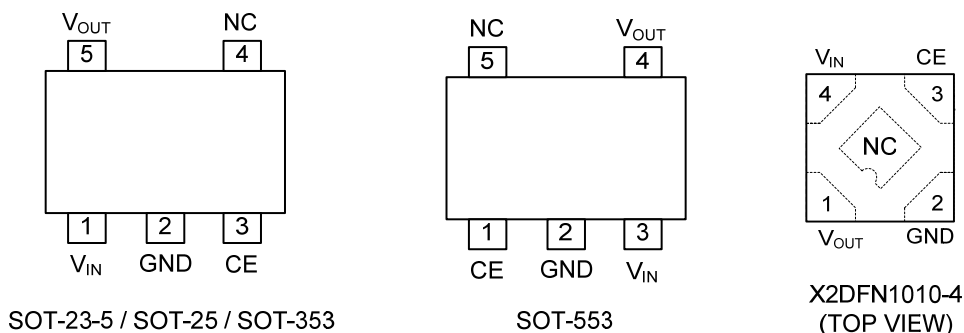 VOUT NC
5 4
1 2 3
VIN GND CE
SOT-23-5 / SOT-25 / SOT-353
NC VOUT
5 4
1 2 3
CE GND VIN
SOT-553
VIN CE
4 3
NC
1 2
VOUT GND
X2DFN1010-4
(TOP VIEW)